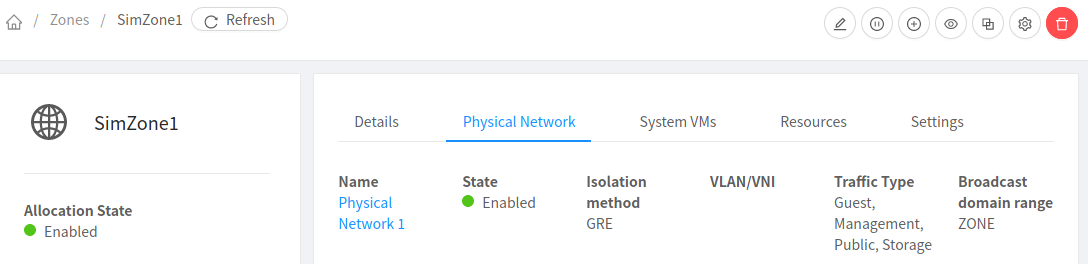 / Zones / SimZone1 Refresh
SimZone1
Allocation State
Enabled
Details Physical Network System VMs Resources Settings
Name State Isolation method VLAN/VNI Traffic Type Broadcast domain range
Physical Network 1 Enabled GRE Guest, Management, Public, Storage ZONE